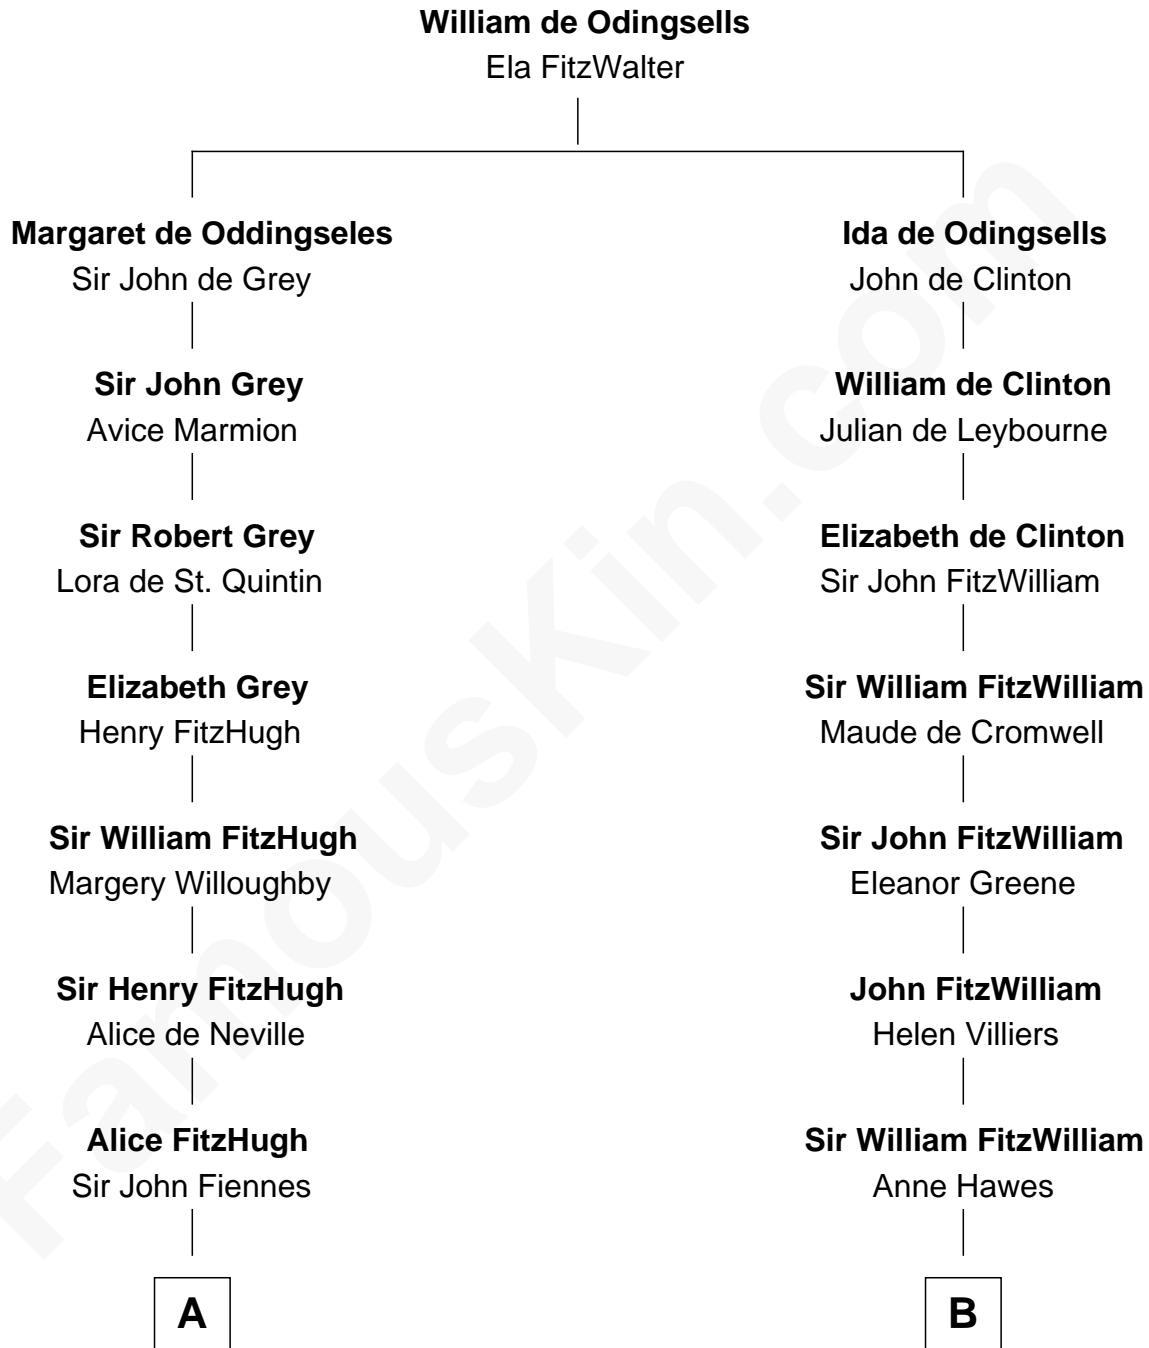 William de Odingsells
Ela FitzWalter
Margaret de Oddingseles
Sir John de Grey
Sir John Grey
Avice Marmion
Sir Robert Grey
Lora de St. Quintin
Elizabeth Grey
Henry FitzHugh
Sir William FitzHugh
Margery Willoughby
Sir Henry FitzHugh
Alice de Neville
Alice FitzHugh
Sir John Fiennes
A
Ida de Odingsells
John de Clinton
William de Clinton
Julian de Leybourne
Elizabeth de Clinton
Sir John FitzWilliam
Sir William FitzWilliam
Maude de Cromwell
Sir John FitzWilliam
Eleanor Greene
John FitzWilliam
Helen Villiers
Sir William FitzWilliam
Anne Hawes
B
FamousKin.com